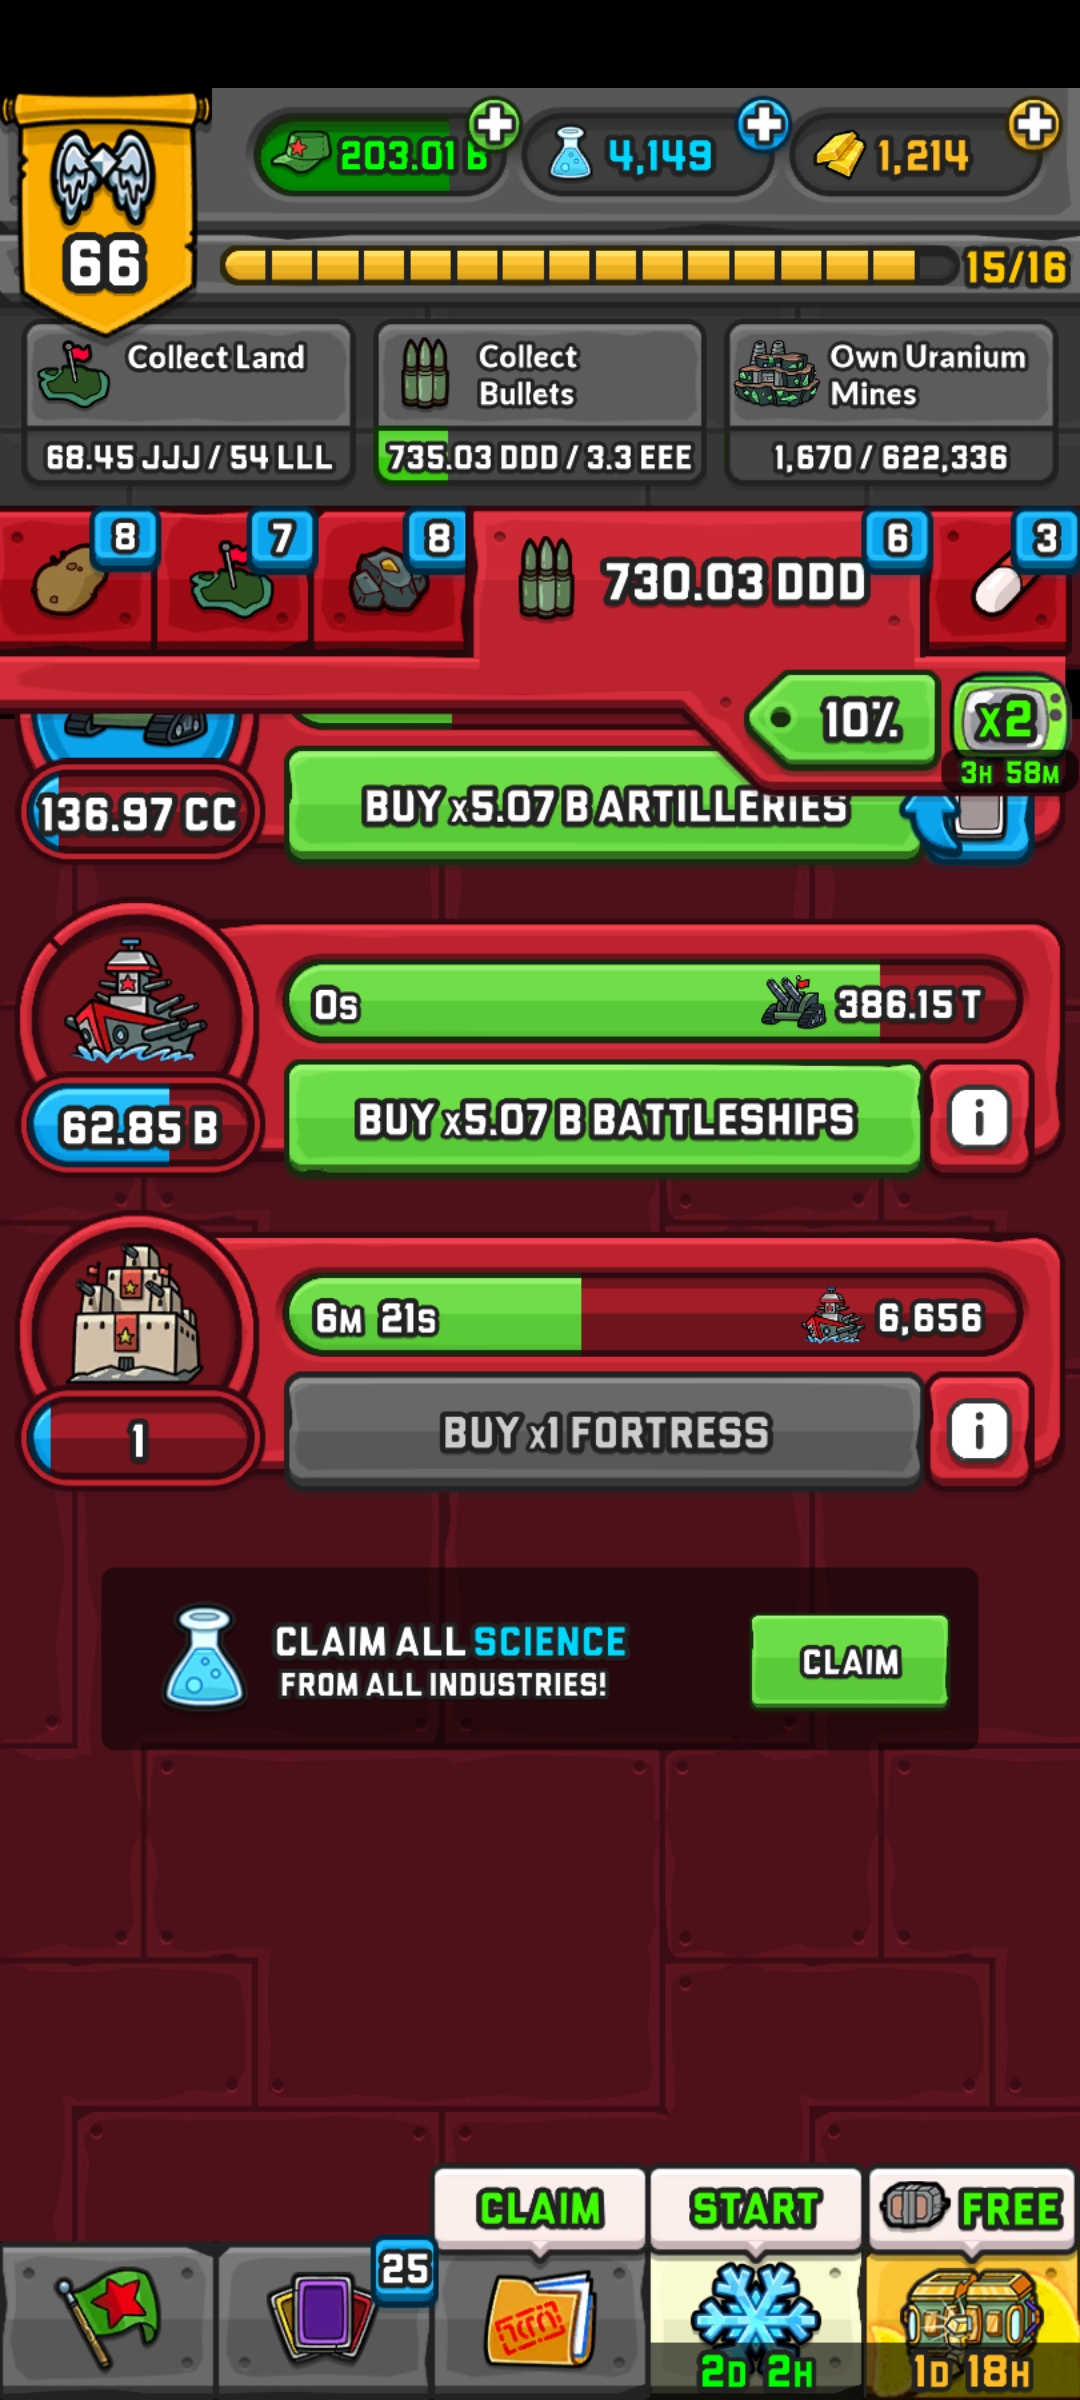 203.01 B
4,149
1,214
66
15/16
Collect Land
68.45 JJJ / 54 LLL
Collect
Bullets
735.03 DDD / 3.3 EEE
Own Uranium
Mines
1,670 / 622,336
8
7
8
730.03 DDD
6
3
10%
x2
3H 58M
136.97 CC
BUY x5.07 B ARTILLERIES
0s
386.15 T
62.85 B
BUY x5.07 B BATTLESHIPS
i
6M 21s
6,656
1
BUY x1 FORTRESS
i
CLAIM ALL SCIENCE
FROM ALL INDUSTRIES!
CLAIM
CLAIM
START
FREE
25
2D 2H
1D 18H